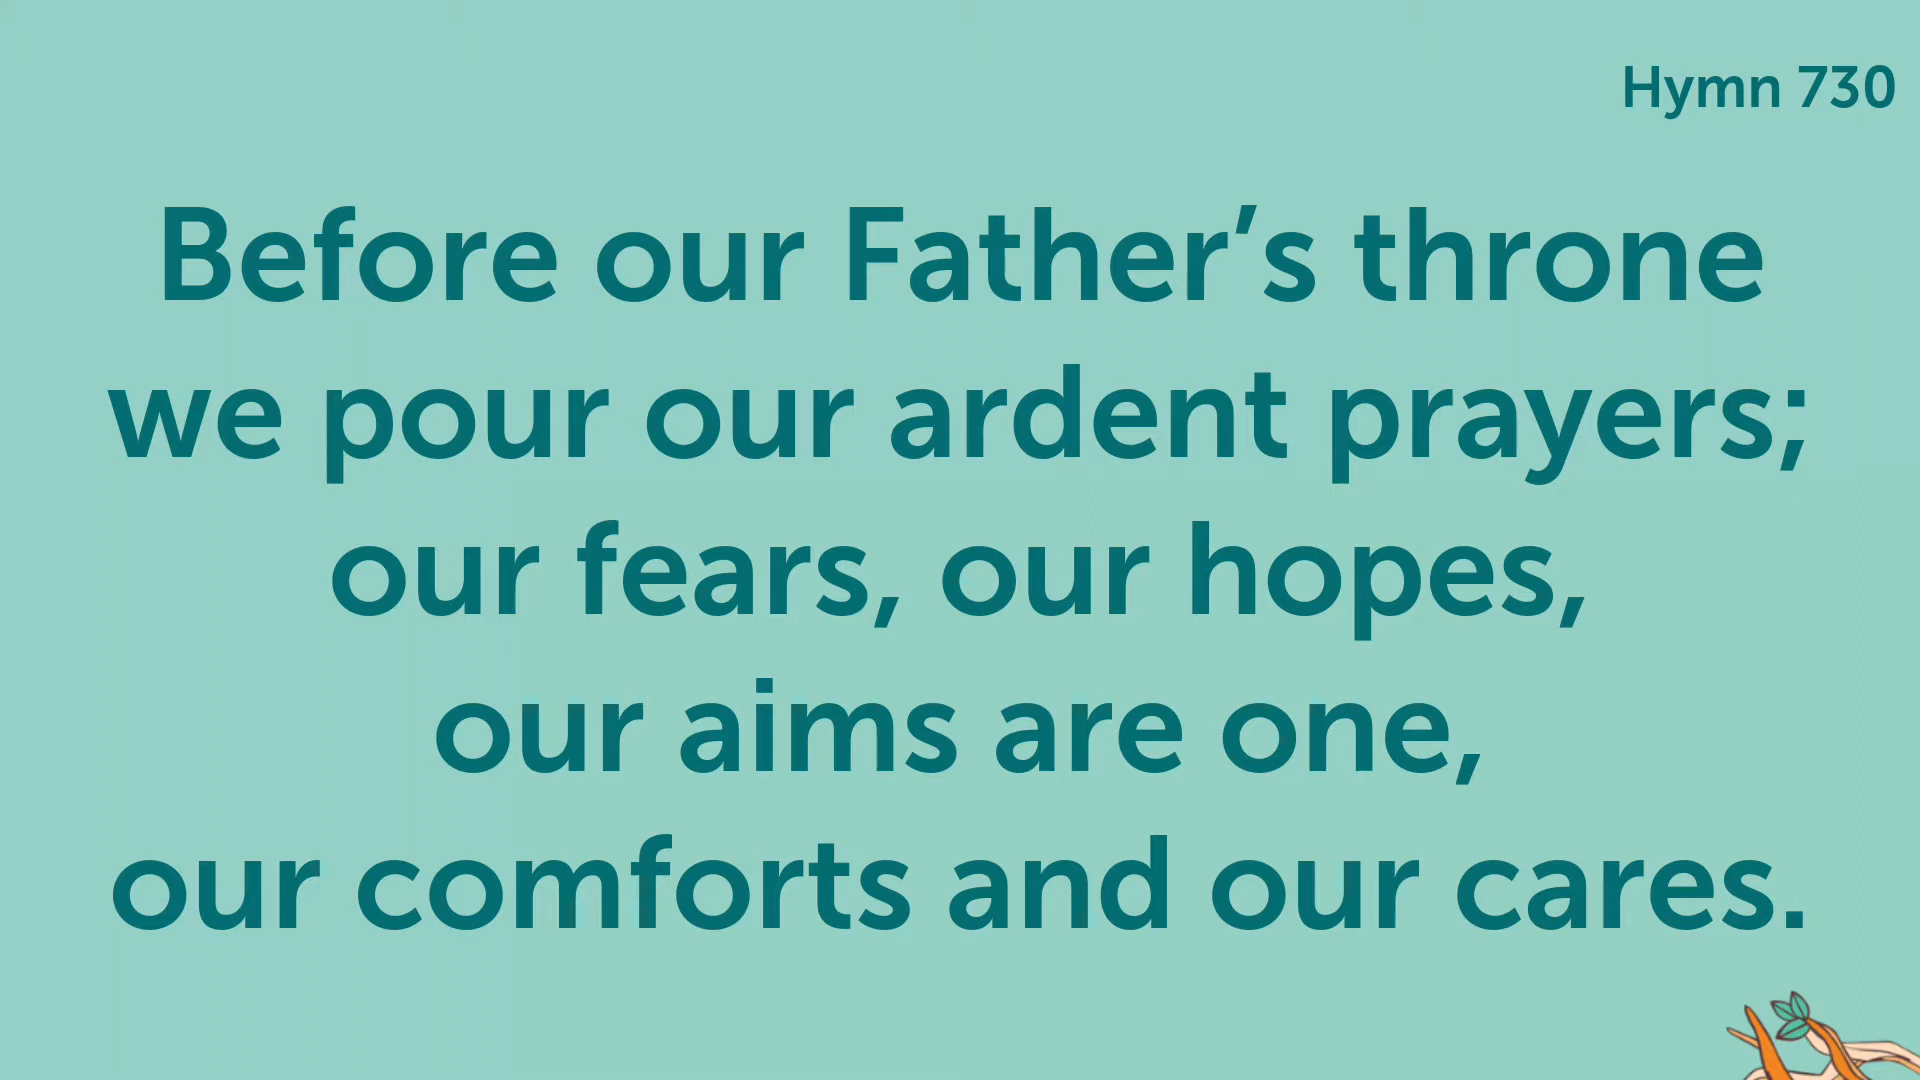 Hymn 730
Before our Father’s throne
we pour our ardent prayers;
our fears, our hopes,
our aims are one,
our comforts and our cares.